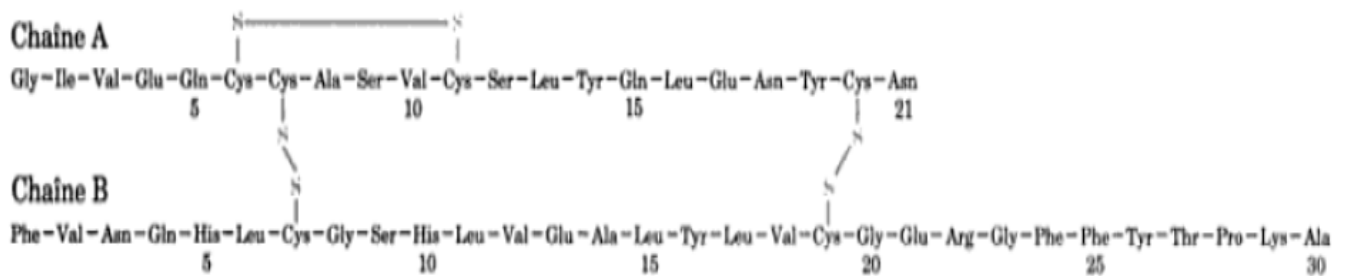 S S
Chaîne A
Gly-Ile-Val-Glu-Gln-Cys-Cys-Ala-Ser-Val-Cys-Ser-Leu-Tyr-Gln-Leu-Glu-Asn-Tyr-Cys-Asn
5 10 15 21
S S
S S
Chaîne B
Phe-Val-Asn-Gln-His-Leu-Cys-Gly-Ser-His-Leu-Val-Glu-Ala-Leu-Tyr-Leu-Val-Cys-Gly-Glu-Arg-Gly-Phe-Phe-Tyr-Thr-Pro-Lys-Ala
5 10 15 20 25 30